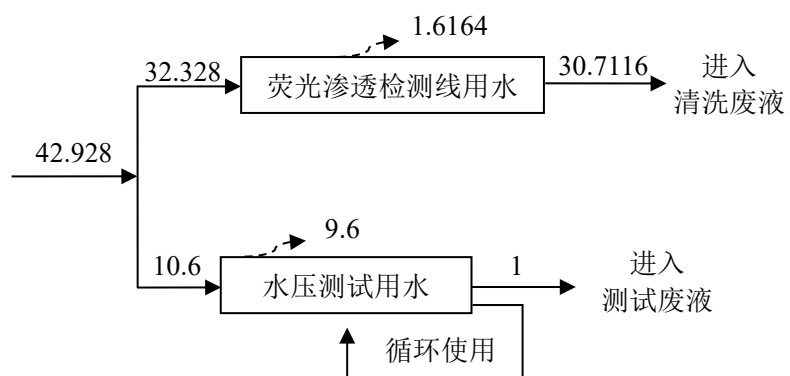 1.6164
32.328
荧光渗透检测线用水
30.7116
进入
清洗废液
42.928
9.6
10.6
水压测试用水
1
进入
测试废液
循环使用